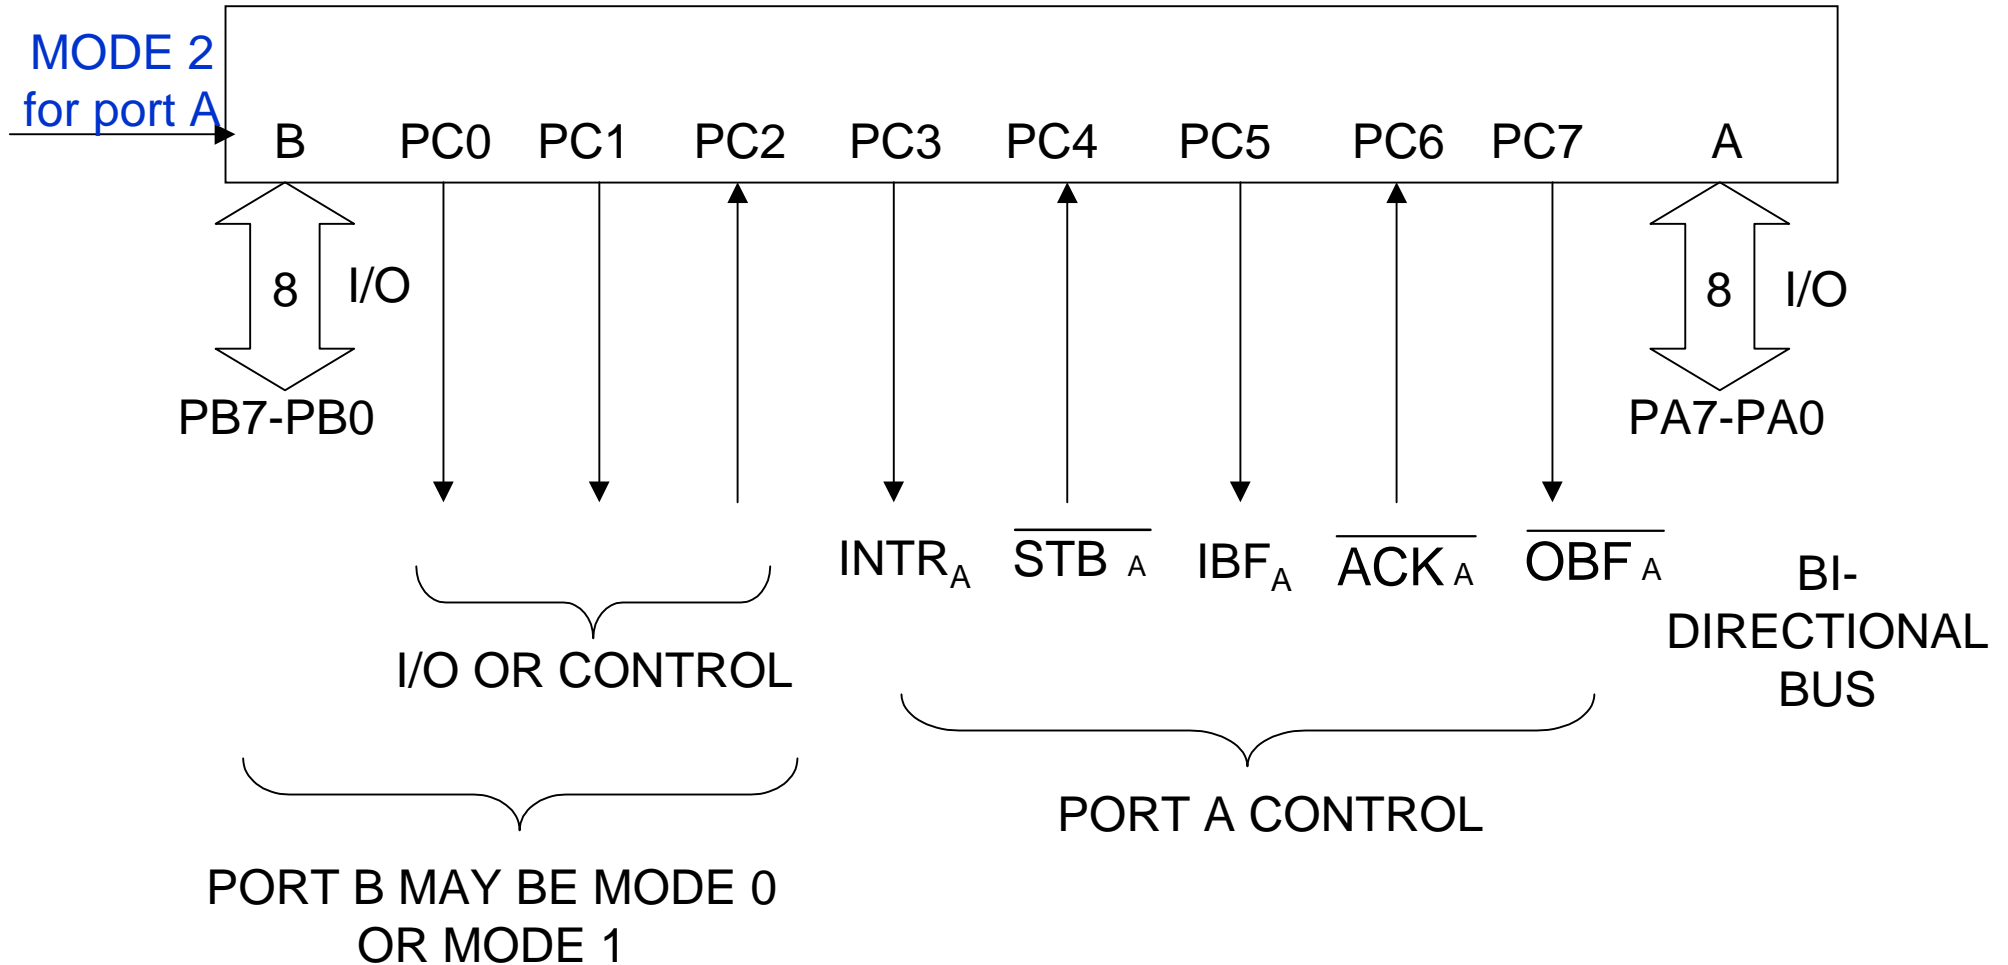 MODE 2
for port A
B PC0 PC1 PC2 PC3 PC4 PC5 PC6 PC7 A
8 I/O 8 I/O
PB7-PB0 PA7-PA0
INTRA STB A IBFA ACK A OBF A
BI-
DIRECTIONAL
BUS
I/O OR CONTROL
PORT A CONTROL
PORT B MAY BE MODE 0
OR MODE 1